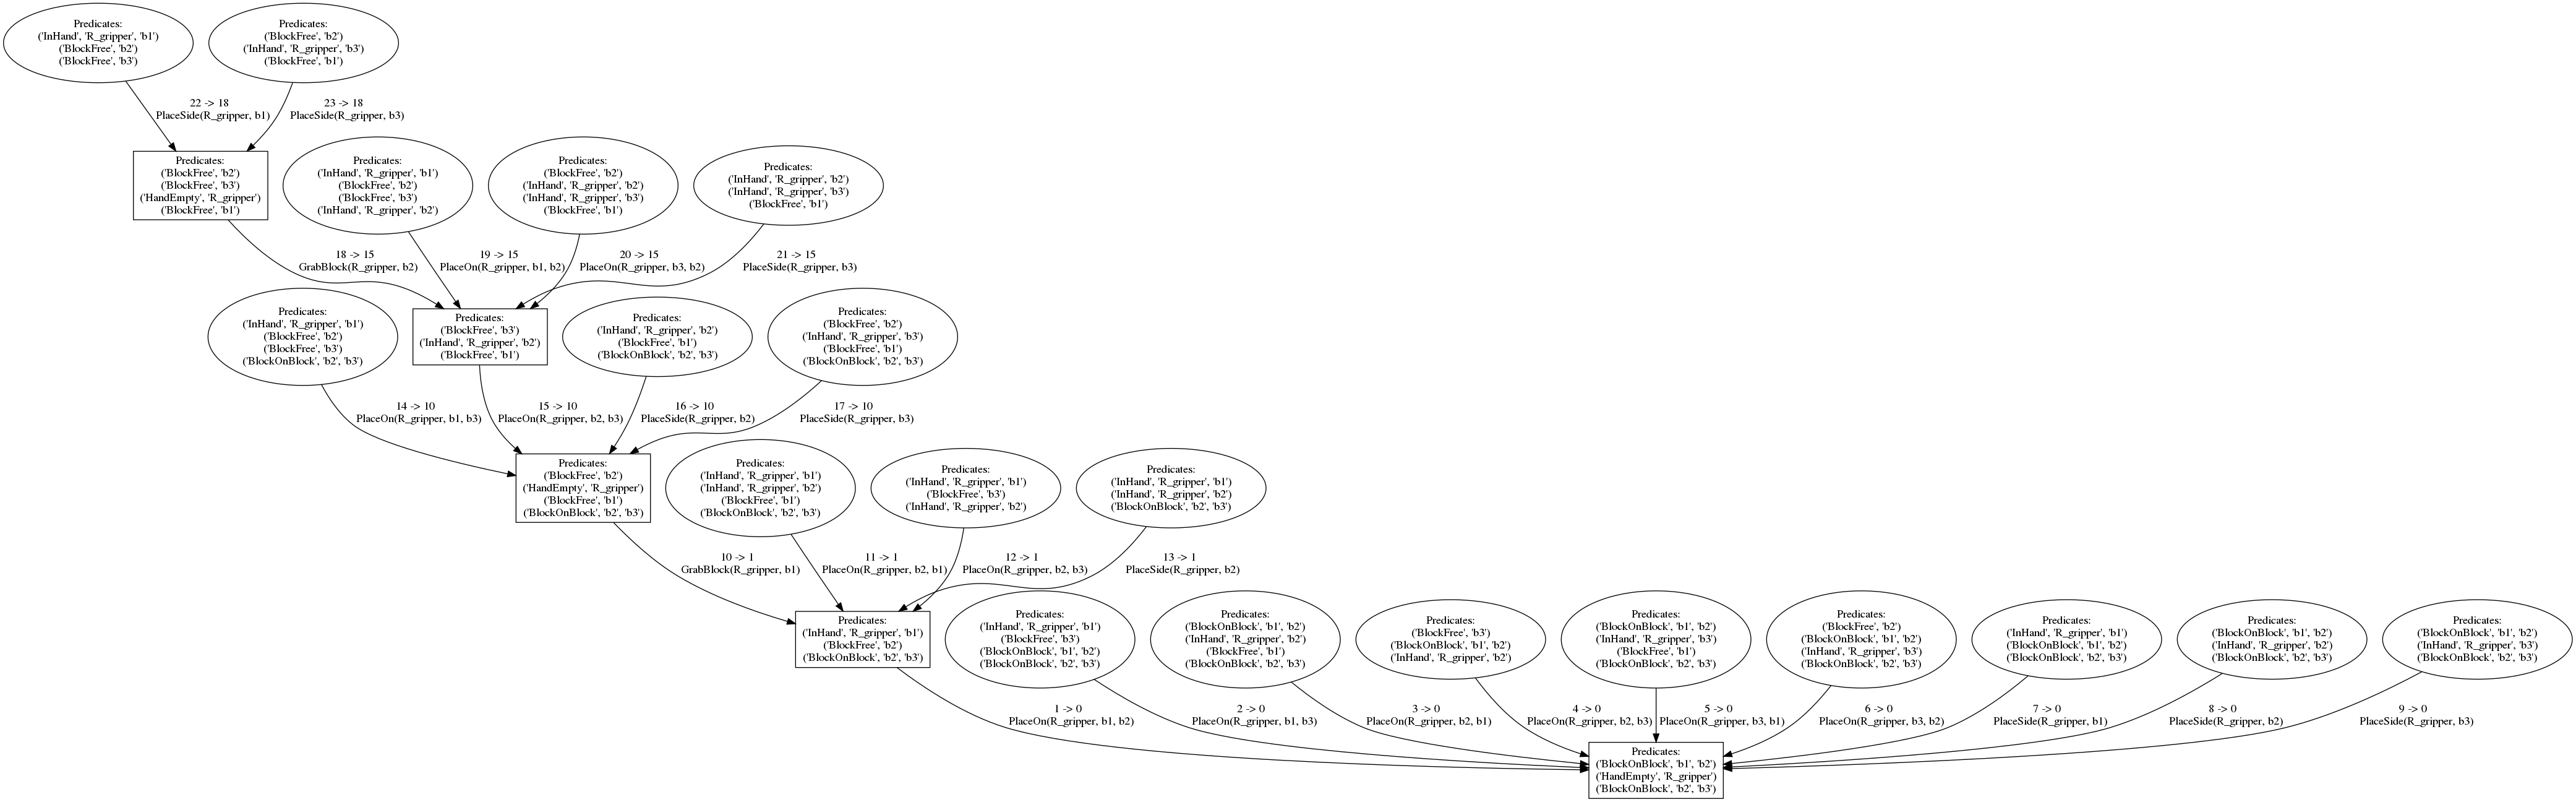 Predicates:
('InHand', 'R_gripper', 'b1')
('BlockFree', 'b2')
('BlockFree', 'b3')
Predicates:
('BlockFree', 'b2')
('InHand', 'R_gripper', 'b3')
('BlockFree', 'b1')
22 -> 18
PlaceSide(R_gripper, b1)
23 -> 18
PlaceSide(R_gripper, b3)
Predicates:
('BlockFree', 'b2')
('BlockFree', 'b3')
('HandEmpty', 'R_gripper')
('BlockFree', 'b1')
Predicates:
('InHand', 'R_gripper', 'b1')
('BlockFree', 'b2')
('BlockFree', 'b3')
('InHand', 'R_gripper', 'b2')
Predicates:
('BlockFree', 'b2')
('InHand', 'R_gripper', 'b2')
('InHand', 'R_gripper', 'b3')
('BlockFree', 'b1')
Predicates:
('InHand', 'R_gripper', 'b2')
('InHand', 'R_gripper', 'b3')
('BlockFree', 'b1')
18 -> 15
GrabBlock(R_gripper, b2)
19 -> 15
PlaceOn(R_gripper, b1, b2)
20 -> 15
PlaceOn(R_gripper, b3, b2)
21 -> 15
PlaceSide(R_gripper, b3)
Predicates:
('InHand', 'R_gripper', 'b1')
('BlockFree', 'b2')
('BlockFree', 'b3')
('BlockOnBlock', 'b2', 'b3')
Predicates:
('BlockFree', 'b3')
('InHand', 'R_gripper', 'b2')
('BlockFree', 'b1')
Predicates:
('InHand', 'R_gripper', 'b2')
('BlockFree', 'b1')
('BlockOnBlock', 'b2', 'b3')
Predicates:
('BlockFree', 'b2')
('InHand', 'R_gripper', 'b3')
('BlockFree', 'b1')
('BlockOnBlock', 'b2', 'b3')
14 -> 10
PlaceOn(R_gripper, b1, b3)
15 -> 10
PlaceOn(R_gripper, b2, b3)
16 -> 10
PlaceSide(R_gripper, b2)
17 -> 10
PlaceSide(R_gripper, b3)
Predicates:
('BlockFree', 'b2')
('HandEmpty', 'R_gripper')
('BlockFree', 'b1')
('BlockOnBlock', 'b2', 'b3')
Predicates:
('InHand', 'R_gripper', 'b1')
('InHand', 'R_gripper', 'b2')
('BlockFree', 'b1')
('BlockOnBlock', 'b2', 'b3')
Predicates:
('InHand', 'R_gripper', 'b1')
('BlockFree', 'b3')
('InHand', 'R_gripper', 'b2')
Predicates:
('InHand', 'R_gripper', 'b1')
('InHand', 'R_gripper', 'b2')
('BlockOnBlock', 'b2', 'b3')
10 -> 1
GrabBlock(R_gripper, b1)
11 -> 1
PlaceOn(R_gripper, b2, b1)
12 -> 1
PlaceOn(R_gripper, b2, b3)
13 -> 1
PlaceSide(R_gripper, b2)
Predicates:
('InHand', 'R_gripper', 'b1')
('BlockFree', 'b2')
('BlockOnBlock', 'b2', 'b3')
Predicates:
('InHand', 'R_gripper', 'b1')
('BlockFree', 'b3')
('BlockOnBlock', 'b1', 'b2')
('BlockOnBlock', 'b2', 'b3')
Predicates:
('BlockOnBlock', 'b1', 'b2')
('InHand', 'R_gripper', 'b2')
('BlockFree', 'b1')
('BlockOnBlock', 'b2', 'b3')
Predicates:
('BlockFree', 'b3')
('BlockOnBlock', 'b1', 'b2')
('InHand', 'R_gripper', 'b2')
Predicates:
('BlockOnBlock', 'b1', 'b2')
('InHand', 'R_gripper', 'b3')
('BlockFree', 'b1')
('BlockOnBlock', 'b2', 'b3')
Predicates:
('BlockFree', 'b2')
('BlockOnBlock', 'b1', 'b2')
('InHand', 'R_gripper', 'b3')
('BlockOnBlock', 'b2', 'b3')
Predicates:
('InHand', 'R_gripper', 'b1')
('BlockOnBlock', 'b1', 'b2')
('BlockOnBlock', 'b2', 'b3')
Predicates:
('BlockOnBlock', 'b1', 'b2')
('InHand', 'R_gripper', 'b2')
('BlockOnBlock', 'b2', 'b3')
Predicates:
('BlockOnBlock', 'b1', 'b2')
('InHand', 'R_gripper', 'b3')
('BlockOnBlock', 'b2', 'b3')
1 -> 0
PlaceOn(R_gripper, b1, b2)
2 -> 0
PlaceOn(R_gripper, b1, b3)
3 -> 0
PlaceOn(R_gripper, b2, b1)
4 -> 0
PlaceOn(R_gripper, b2, b3)
5 -> 0
PlaceOn(R_gripper, b3, b1)
6 -> 0
PlaceOn(R_gripper, b3, b2)
7 -> 0
PlaceSide(R_gripper, b1)
8 -> 0
PlaceSide(R_gripper, b2)
9 -> 0
PlaceSide(R_gripper, b3)
Predicates:
('BlockOnBlock', 'b1', 'b2')
('HandEmpty', 'R_gripper')
('BlockOnBlock', 'b2', 'b3')